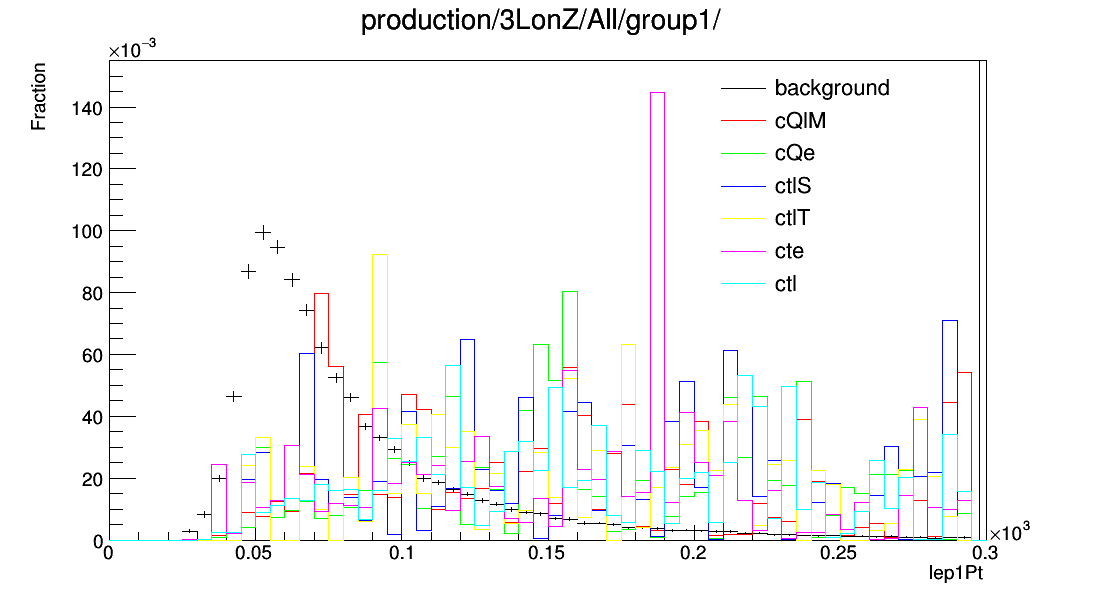 production/3LonZ/All/group1/
×10⁻³
Fraction
140
120
100
80
60
40
20
0
background
cQlM
cQe
ctlS
ctlT
cte
ctl
0 0.05 0.1 0.15 0.2 0.25 0.3
×10³
lep1Pt